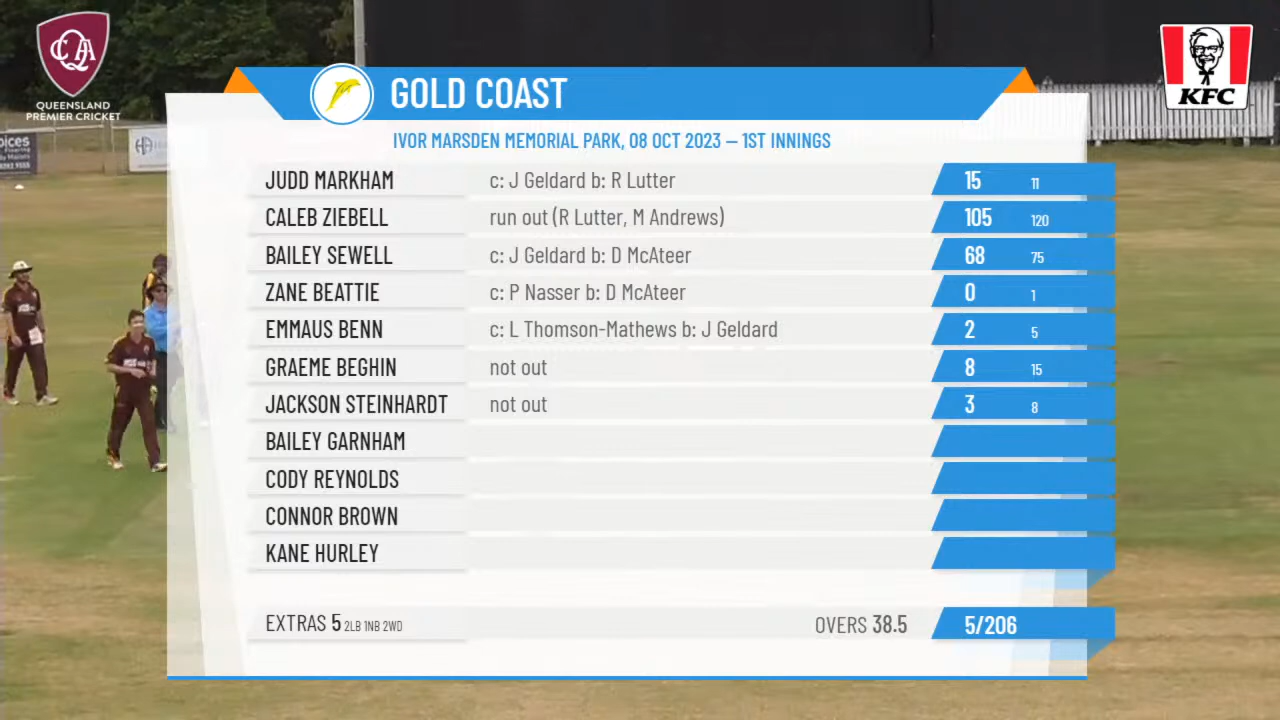 QUEENSLAND
PREMIER CRICKET
KFC
GOLD COAST
IVOR MARSDEN MEMORIAL PARK, 08 OCT 2023 – 1ST INNINGS
JUDD MARKHAM c: J Geldard b: R Lutter 15 11
CALEB ZIEBELL run out (R Lutter, M Andrews) 105 120
BAILEY SEWELL c: J Geldard b: D McAteer 68 75
ZANE BEATTIE c: P Nasser b: D McAteer 0 1
EMMAUS BENN c: L Thomson-Mathews b: J Geldard 2 5
GRAEME BEGHIN not out 8 15
JACKSON STEINHARDT not out 3 8
BAILEY GARNHAM
CODY REYNOLDS
CONNOR BROWN
KANE HURLEY
EXTRAS 5 2LB 1NB 2WD OVERS 38.5 5/206